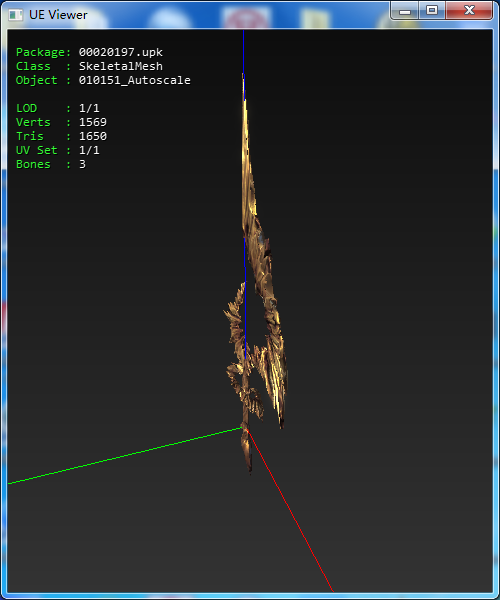 UE Viewer
Package: 00020197.upk
Class  : SkeletalMesh
Object : 010151_Autoscale
LOD    : 1/1
Verts  : 1569
Tris   : 1650
UV Set : 1/1
Bones  : 3